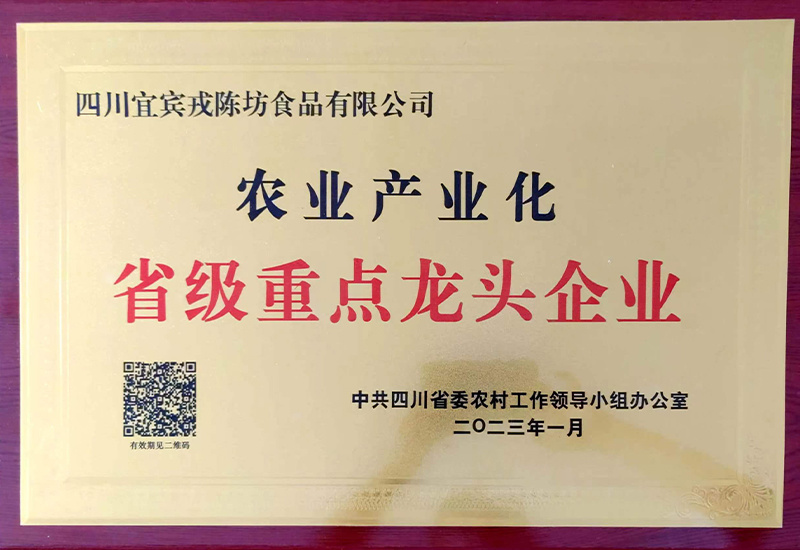 四川宜宾戎陈坊食品有限公司
农业产业化
省级重点龙头企业
中共四川省委农村工作领导小组办公室
二〇二三年一月
有效期见二维码